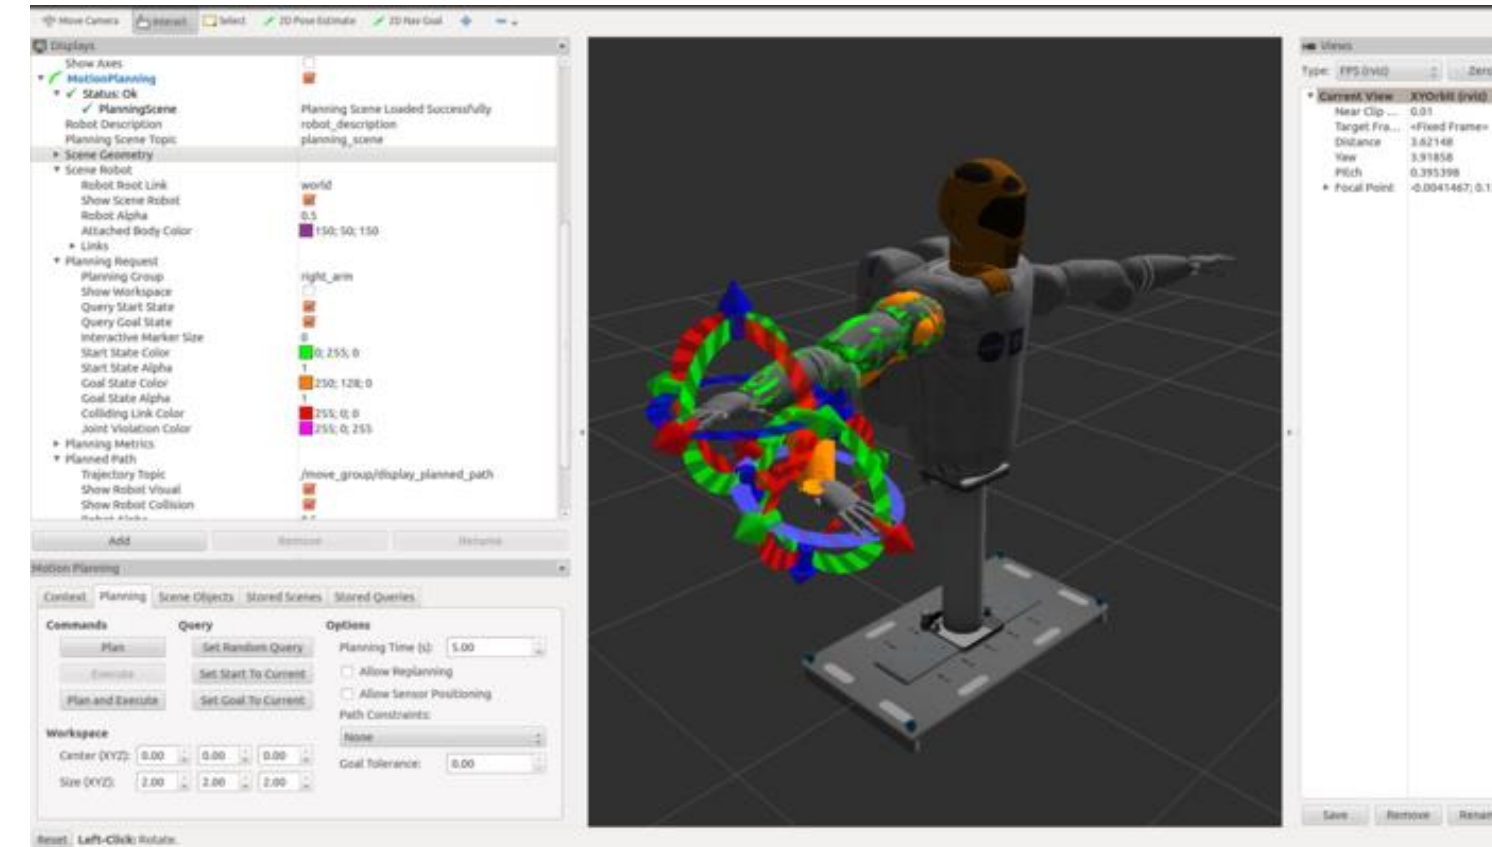 Move Camera Interact Select 2D Pose Estimate 2D Nav Goal
Displays
Show Axes
MotionPlanning
Status: Ok
PlanningScene Planning Scene Loaded Successfully
Robot Description robot_description
Planning Scene Topic planning_scene
Scene Geometry
Scene Robot
Robot Root Link world
Show Scene Robot
Robot Alpha 0.5
Attached Body Color 150; 50; 150
Links
Planning Request
Planning Group right_arm
Show Workspace
Query Start State
Query Goal State
Interactive Marker Size 0
Start State Color 0; 255; 0
Start State Alpha 1
Goal State Color 250; 128; 0
Goal State Alpha 1
Colliding Link Color 255; 0; 0
Joint Violation Color 255; 0; 255
Planning Metrics
Planned Path
Trajectory Topic /move_group/display_planned_path
Show Robot Visual
Show Robot Collision
Add Remove Rename
Motion Planning
Context Planning Scene Objects Stored Scenes Stored Queries
Commands Query Options
Plan Set Random Query Planning Time (s): 5.00
Execute Set Start To Current Allow Replanning
Plan and Execute Set Goal To Current Allow Sensor Positioning
Path Constraints:
Workspace None
Center (XYZ): 0.00 0.00 0.00 Goal Tolerance: 0.00
Size (XYZ): 2.00 2.00 2.00
Reset Left-Click: Rotate.
Views
Type: FPS (rviz) Zero
Current View XYOrbit (rviz)
Near Clip ... 0.01
Target Fra... <Fixed Frame>
Distance 3.62148
Yaw 3.91858
Pitch 0.395398
Focal Point -0.0041467; 0.1
Save Remove Renam